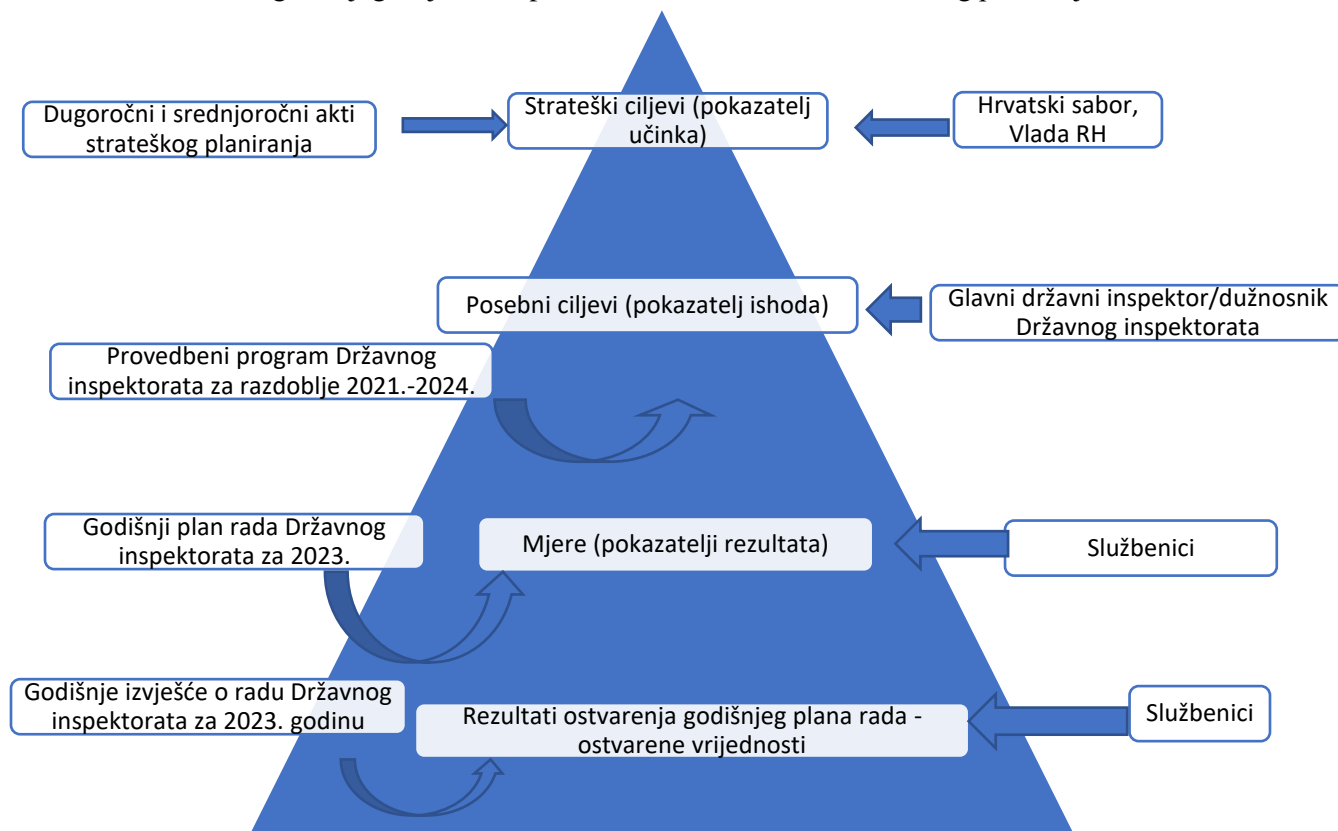 Dugoročni i srednjoročni akti
strateškog planiranja
Strateški ciljevi (pokazatelj
učinka)
Hrvatski sabor,
Vlada RH
Posebni ciljevi (pokazatelj ishoda)
Glavni državni inspektor/dužnosnik
Državnog inspektorata
Provedbeni program Državnog
inspektorata za razdoblje 2021.-2024.
Godišnji plan rada Državnog
inspektorata za 2023.
Mjere (pokazatelji rezultata)
Službenici
Godišnje izvješće o radu Državnog
inspektorata za 2023. godinu
Rezultati ostvarenja godišnjeg plana rada -
ostvarene vrijednosti
Službenici